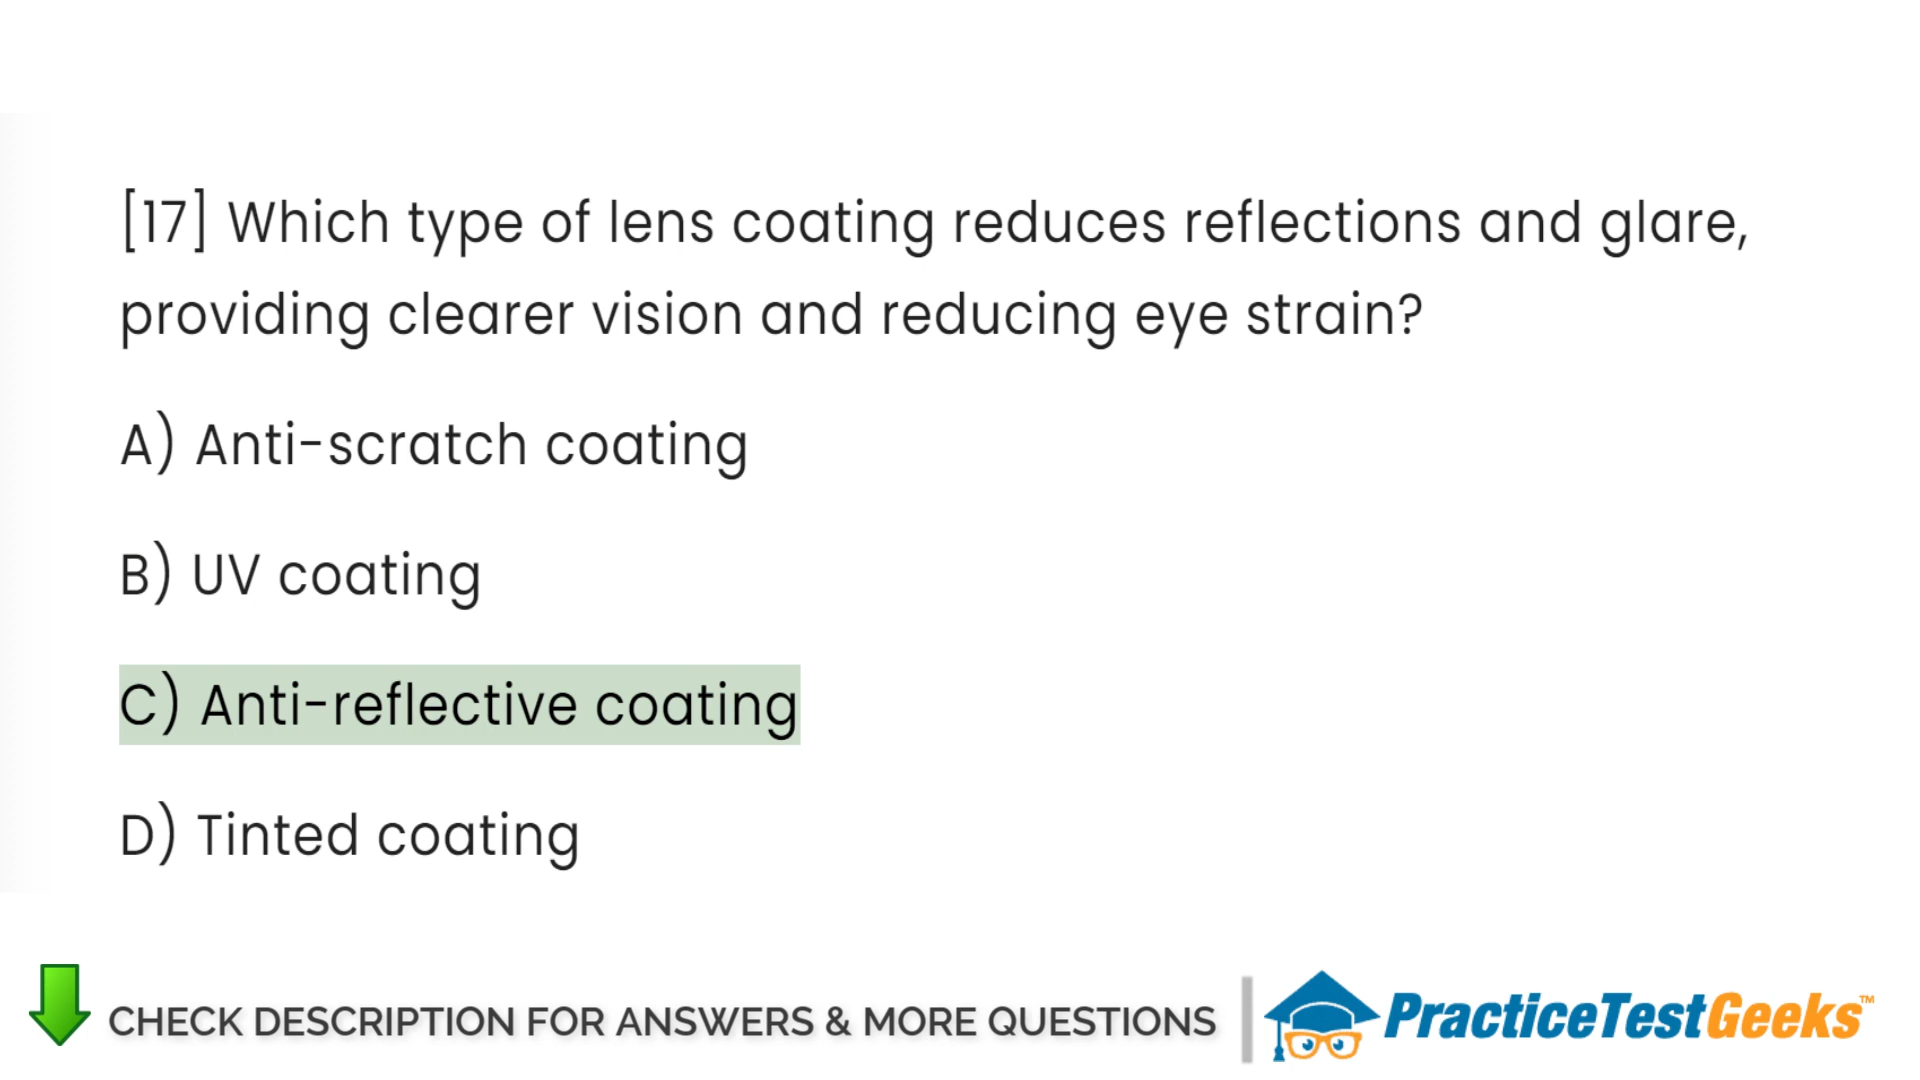 [17] Which type of lens coating reduces reflections and glare,
providing clearer vision and reducing eye strain?
A) Anti-scratch coating
B) UV coating
C) Anti-reflective coating
D) Tinted coating
CHECK DESCRIPTION FOR ANSWERS & MORE QUESTIONS
PracticeTestGeeks™